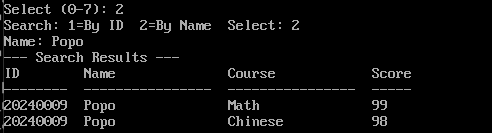 Select (0-7): 2
Search: 1=By ID  2=By Name  Select: 2
Name: Popo
--- Search Results ---
ID        Name              Course            Score
--------  ----------------  ----------------  -----
20240009  Popo              Math              99
20240009  Popo              Chinese           98